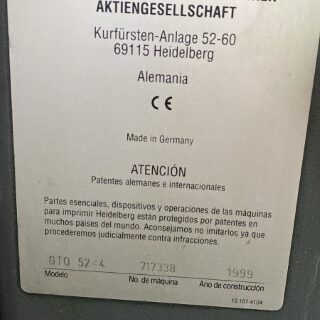 AKTIENGESELLSCHAFT
Kurfürsten-Anlage 52-60
69115 Heidelberg
Alemania
CE
Made in Germany
ATENCIÓN
Patentes alemanes e internacionales
Partes esenciales, dispositivos y operaciones de las máquinas
para imprimir Heidelberg están protegidos por patentes en
muchos países del mundo. Aconsejamos no imitarlos ya que
procederemos judicialmente contra infracciones.
GTO 52-4 717338 1999
Modelo No. de máquina Ano de construcción